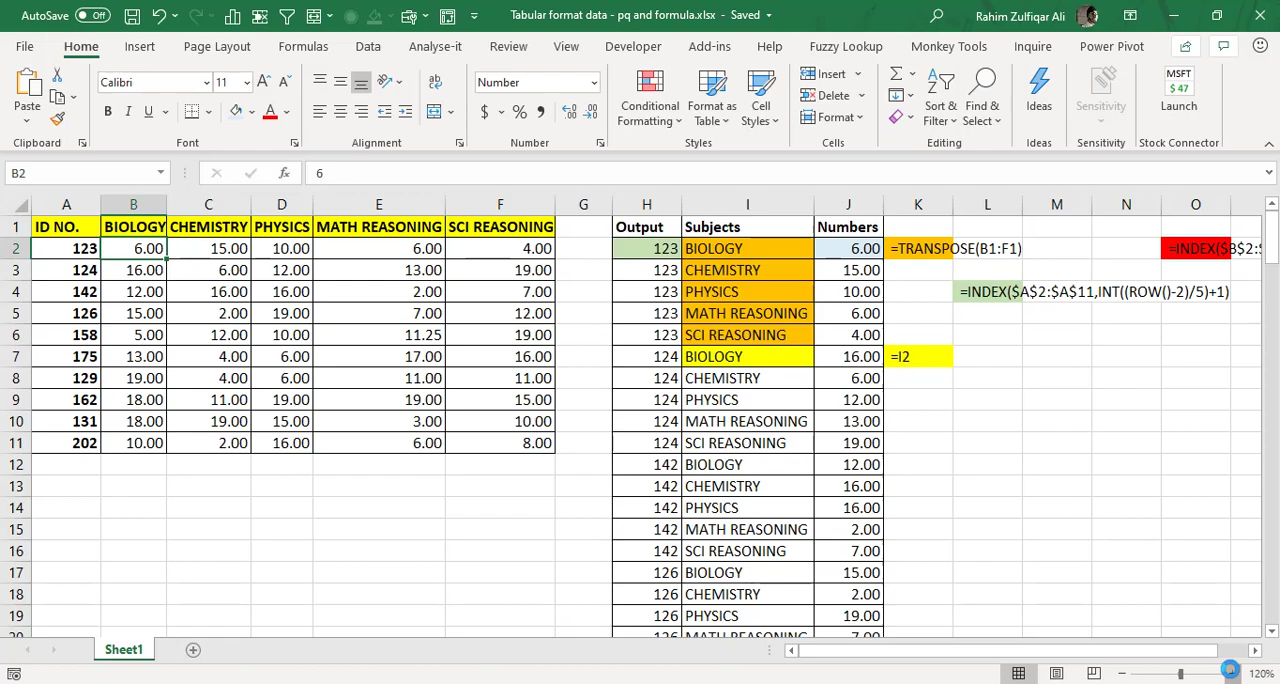 AutoSave Off Tabular format data - pq and formula.xlsx - Saved Rahim Zulfiqar Ali
File Home Insert Page Layout Formulas Data Analyse-it Review View Developer Add-ins Help Fuzzy Lookup Monkey Tools Inquire Power Pivot
Paste Calibri 11 Number Conditional Formatting Format as Table Cell Styles Insert Delete Format Sort & Filter Find & Select Ideas Sensitivity MSFT $ 47 Launch
Clipboard Font Alignment Number Styles Cells Editing Ideas Sensitivity Stock Connector
B2 fx 6
A B C D E F G H I J K L M N O
1 ID NO. BIOLOGY CHEMISTRY PHYSICS MATH REASONING SCI REASONING Output Subjects Numbers
2 123 6.00 15.00 10.00 6.00 4.00 123 BIOLOGY 6.00 =TRANSPOSE(B1:F1) =INDEX($B$2:$
3 124 16.00 6.00 12.00 13.00 19.00 123 CHEMISTRY 15.00
4 142 12.00 16.00 16.00 2.00 7.00 123 PHYSICS 10.00 =INDEX($A$2:$A$11,INT((ROW()-2)/5)+1)
5 126 15.00 2.00 19.00 7.00 12.00 123 MATH REASONING 6.00
6 158 5.00 12.00 10.00 11.25 19.00 123 SCI REASONING 4.00
7 175 13.00 4.00 6.00 17.00 16.00 124 BIOLOGY 16.00 =I2
8 129 19.00 4.00 6.00 11.00 11.00 124 CHEMISTRY 6.00
9 162 18.00 11.00 19.00 19.00 15.00 124 PHYSICS 12.00
10 131 18.00 19.00 15.00 3.00 10.00 124 MATH REASONING 13.00
11 202 10.00 2.00 16.00 6.00 8.00 124 SCI REASONING 19.00
12 142 BIOLOGY 12.00
13 142 CHEMISTRY 16.00
14 142 PHYSICS 16.00
15 142 MATH REASONING 2.00
16 142 SCI REASONING 7.00
17 126 BIOLOGY 15.00
18 126 CHEMISTRY 2.00
19 126 PHYSICS 19.00
20 126 MATH REASONING 7.00
Sheet1
120%